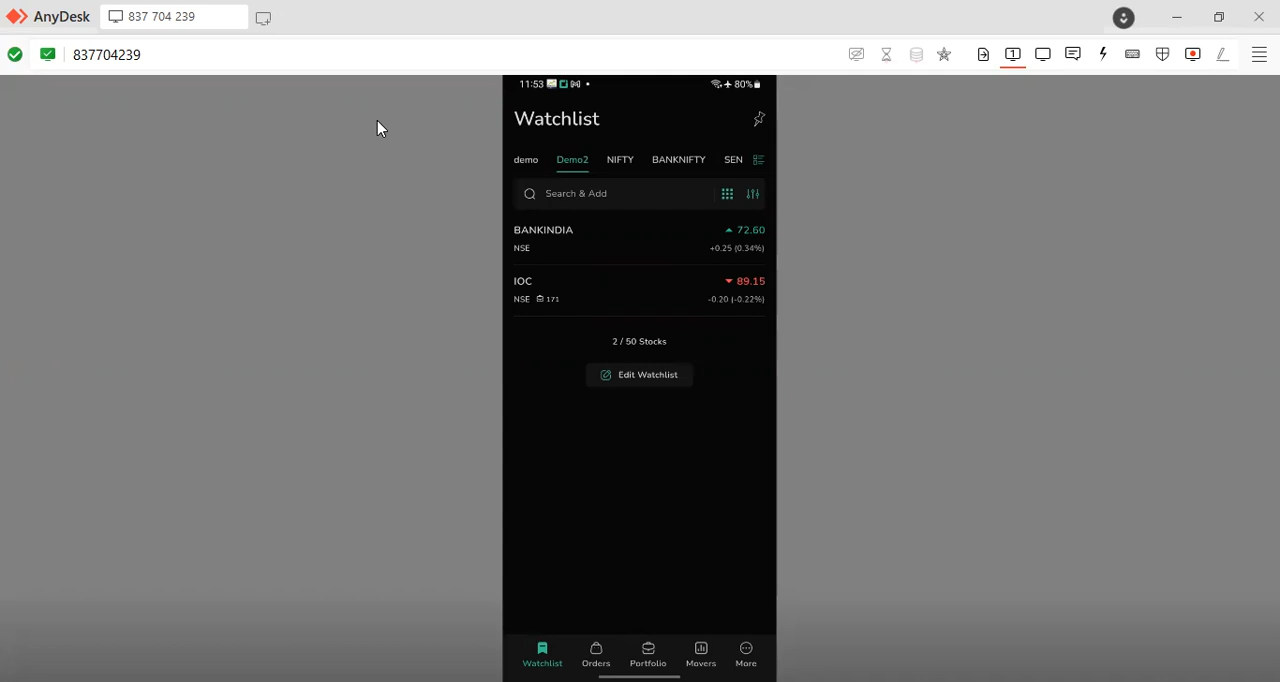 AnyDesk 837 704 239
837704239
1
11:53 80%
Watchlist
demo Demo2 NIFTY BANKNIFTY SEN
Search & Add
BANKINDIA 72.60
NSE +0.25 (0.34%)
IOC 89.15
NSE 171 -0.20 (-0.22%)
2 / 50 Stocks
Edit Watchlist
Watchlist Orders Portfolio Movers More